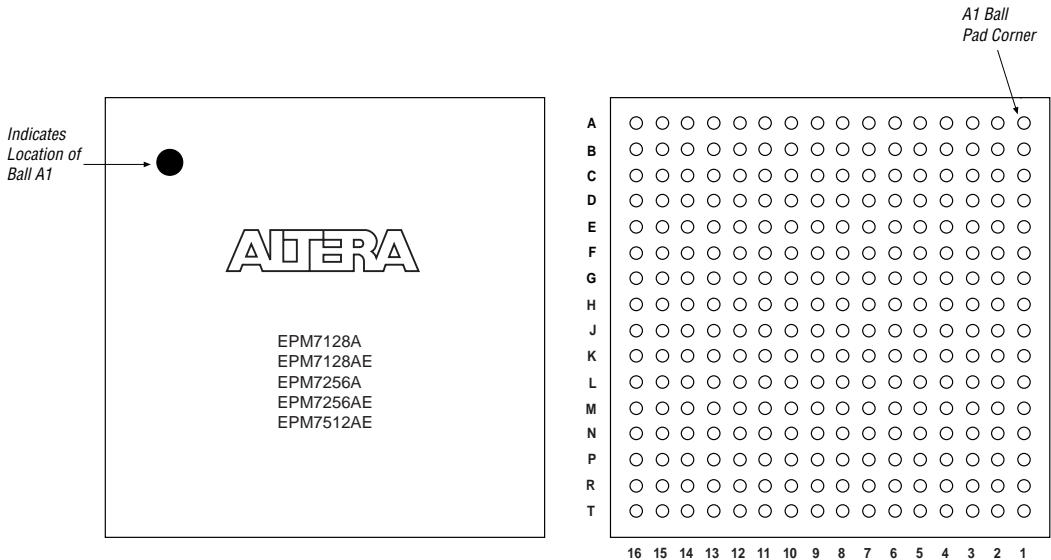 A1 Ball
Pad Corner
Indicates
Location of
Ball A1
ALTERA
EPM7128A
EPM7128AE
EPM7256A
EPM7256AE
EPM7512AE
A
B
C
D
E
F
G
H
J
K
L
M
N
P
R
T
16 15 14 13 12 11 10 9 8 7 6 5 4 3 2 1